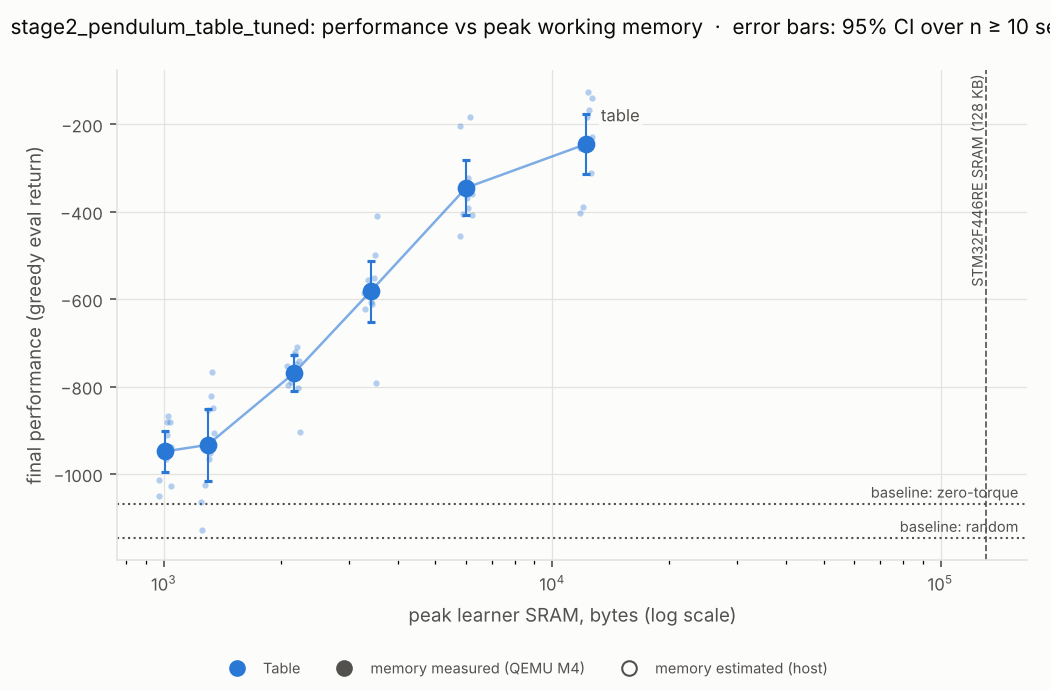 stage2_pendulum_table_tuned: performance vs peak working memory · error bars: 95% CI over n ≥ 10 se
final performance (greedy eval return)
−200
−400
−600
−800
−1000
table
STM32F446RE SRAM (128 KB)
baseline: zero-torque
baseline: random
10³
10⁴
10⁵
peak learner SRAM, bytes (log scale)
Table
memory measured (QEMU M4)
memory estimated (host)